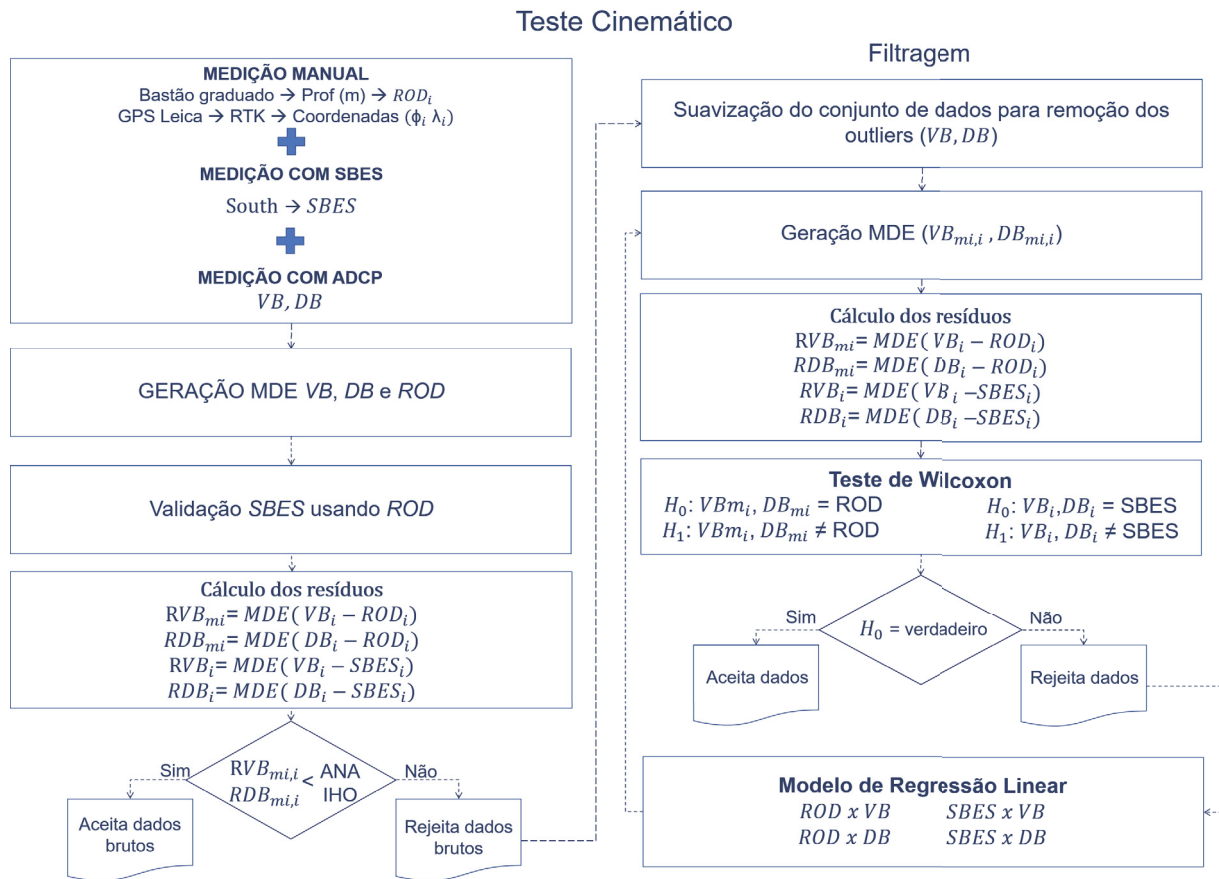 Teste Cinemático
MEDIÇÃO MANUAL
Bastão graduado → Prof (m) → ROD_i
GPS Leica → RTK → Coordenadas (ϕ_i λ_i)
MEDIÇÃO COM SBES
South → SBES
MEDIÇÃO COM ADCP
VB, DB
GERAÇÃO MDE VB, DB e ROD
Validação SBES usando ROD
Cálculo dos resíduos
RVB_mi= MDE( VB_i − ROD_i)
RDB_mi= MDE( DB_i − ROD_i)
RVB_i= MDE( VB_i − SBES_i)
RDB_i= MDE( DB_i − SBES_i)
Sim
RVB_mi,i < ANA
RDB_mi,i IHO
Não
Aceita dados
brutos
Rejeita dados
brutos
Filtragem
Suavização do conjunto de dados para remoção dos
outliers (VB, DB)
Geração MDE (VB_mi,i , DB_mi,i)
Cálculo dos resíduos
RVB_mi= MDE( VB_i − ROD_i)
RDB_mi= MDE( DB_i − ROD_i)
RVB_i= MDE( VB_i −SBES_i)
RDB_i= MDE( DB_i −SBES_i)
Teste de Wilcoxon
H_0: VBm_i, DB_mi = ROD
H_1: VBm_i, DB_mi ≠ ROD
H_0: VB_i,DB_i = SBES
H_1: VB_i, DB_i ≠ SBES
Sim
H_0 = verdadeiro
Não
Aceita dados
Rejeita dados
Modelo de Regressão Linear
ROD x VB SBES x VB
ROD x DB SBES x DB